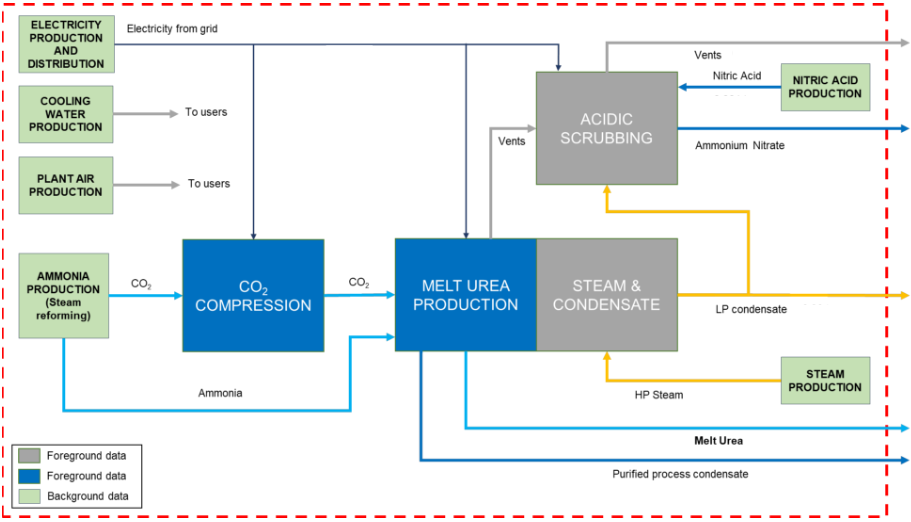 ELECTRICITY
PRODUCTION
AND
DISTRIBUTION
Electricity from grid
Vents
COOLING
WATER
PRODUCTION
To users
Nitric Acid
NITRIC ACID
PRODUCTION
ACIDIC
SCRUBBING
Vents
Ammonium Nitrate
PLANT AIR
PRODUCTION
To users
AMMONIA
PRODUCTION
(Steam
reforming)
CO2
CO2
COMPRESSION
CO2
MELT UREA
PRODUCTION
STEAM &
CONDENSATE
LP condensate
Ammonia
HP Steam
STEAM
PRODUCTION
Melt Urea
Purified process condensate
Foreground data
Foreground data
Background data